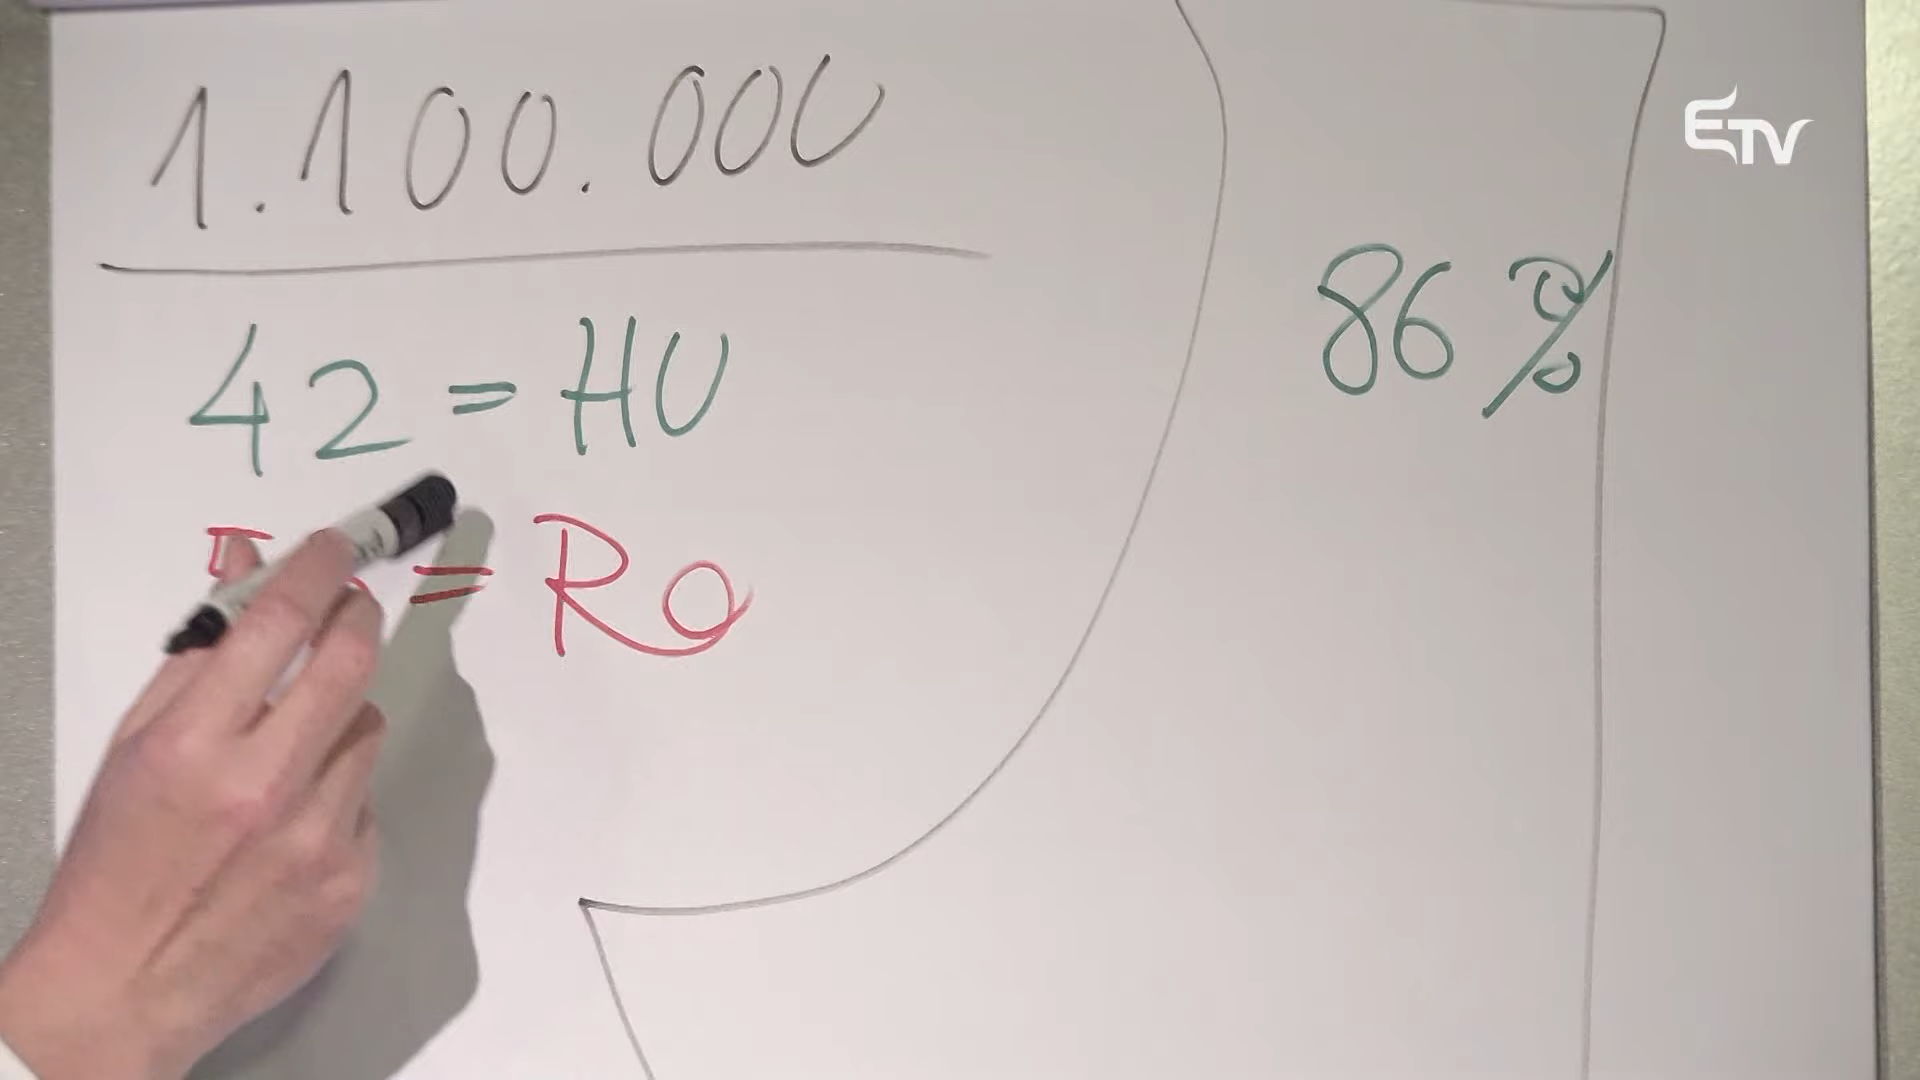 1.100.000
42 = HU
= RO
86 %
ETV